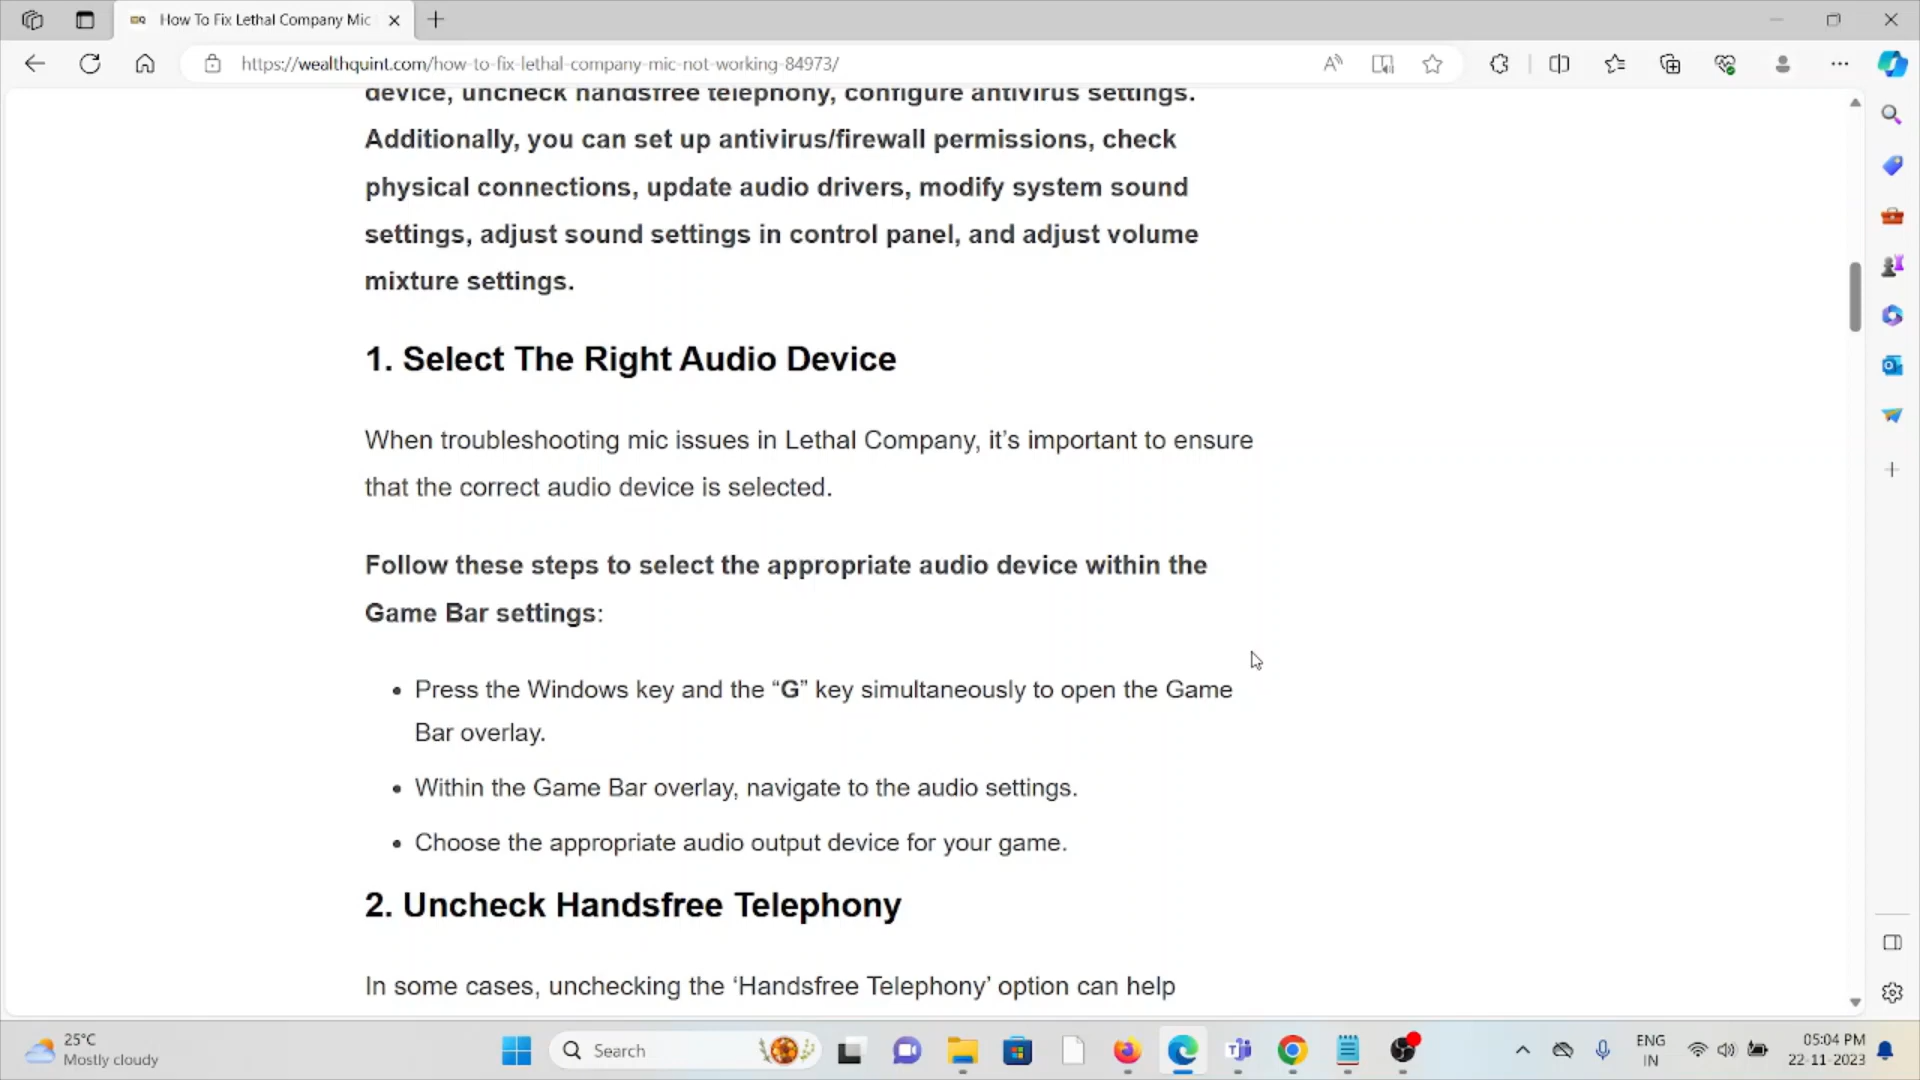 How To Fix Lethal Company Mic
https://wealthquint.com/how-to-fix-lethal-company-mic-not-working-84973/
device, uncheck handsfree telephony, configure antivirus settings.
Additionally, you can set up antivirus/firewall permissions, check
physical connections, update audio drivers, modify system sound
settings, adjust sound settings in control panel, and adjust volume
mixture settings.
1. Select The Right Audio Device
When troubleshooting mic issues in Lethal Company, it’s important to ensure
that the correct audio device is selected.
Follow these steps to select the appropriate audio device within the
Game Bar settings:
• Press the Windows key and the “G” key simultaneously to open the Game
Bar overlay.
• Within the Game Bar overlay, navigate to the audio settings.
• Choose the appropriate audio output device for your game.
2. Uncheck Handsfree Telephony
In some cases, unchecking the ‘Handsfree Telephony’ option can help
25°C
Mostly cloudy
Search
ENG
IN
05:04 PM
22-11-2023